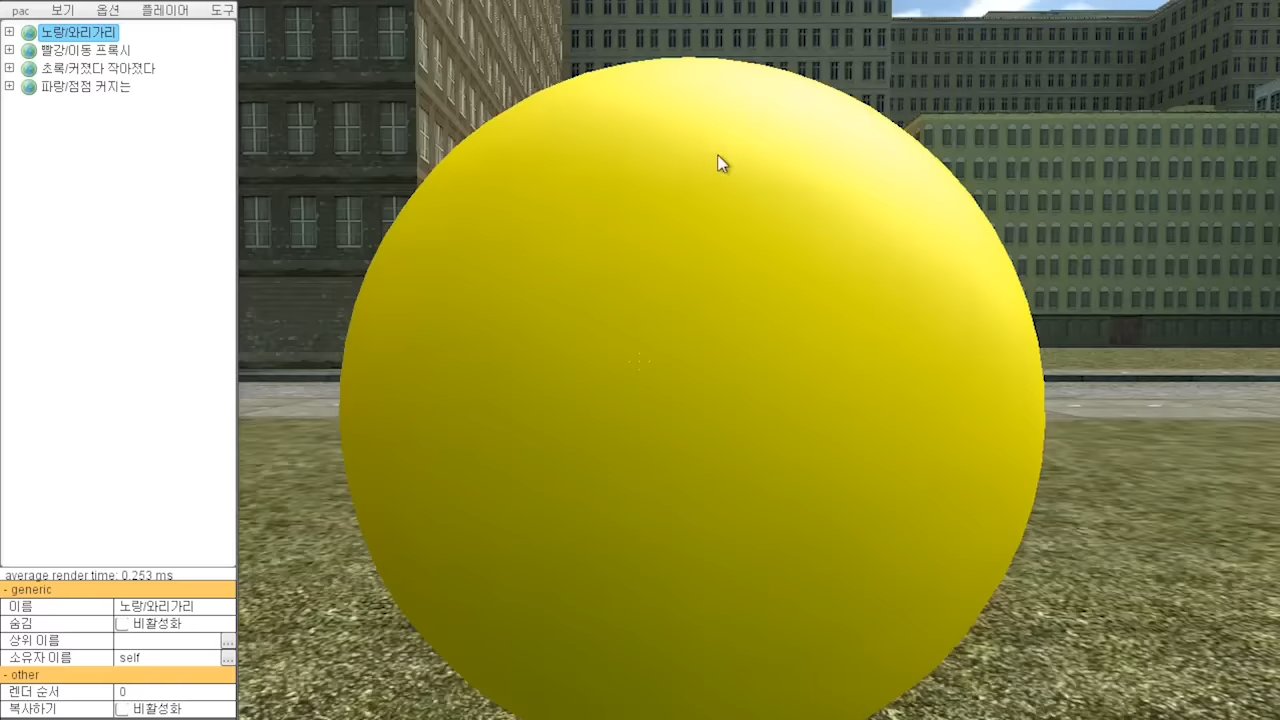 pac 보기 옵션 플레이어 도구
노랑/와리가리
빨강/이동 프록시
초록/커졌다 작아졌다
파랑/점점 커지는
average render time: 0.253 ms
- generic
이름 노랑/와리가리
숨김 비활성화
상위 이름 ...
소유자 이름 self ...
- other
렌더 순서 0
복사하기 비활성화